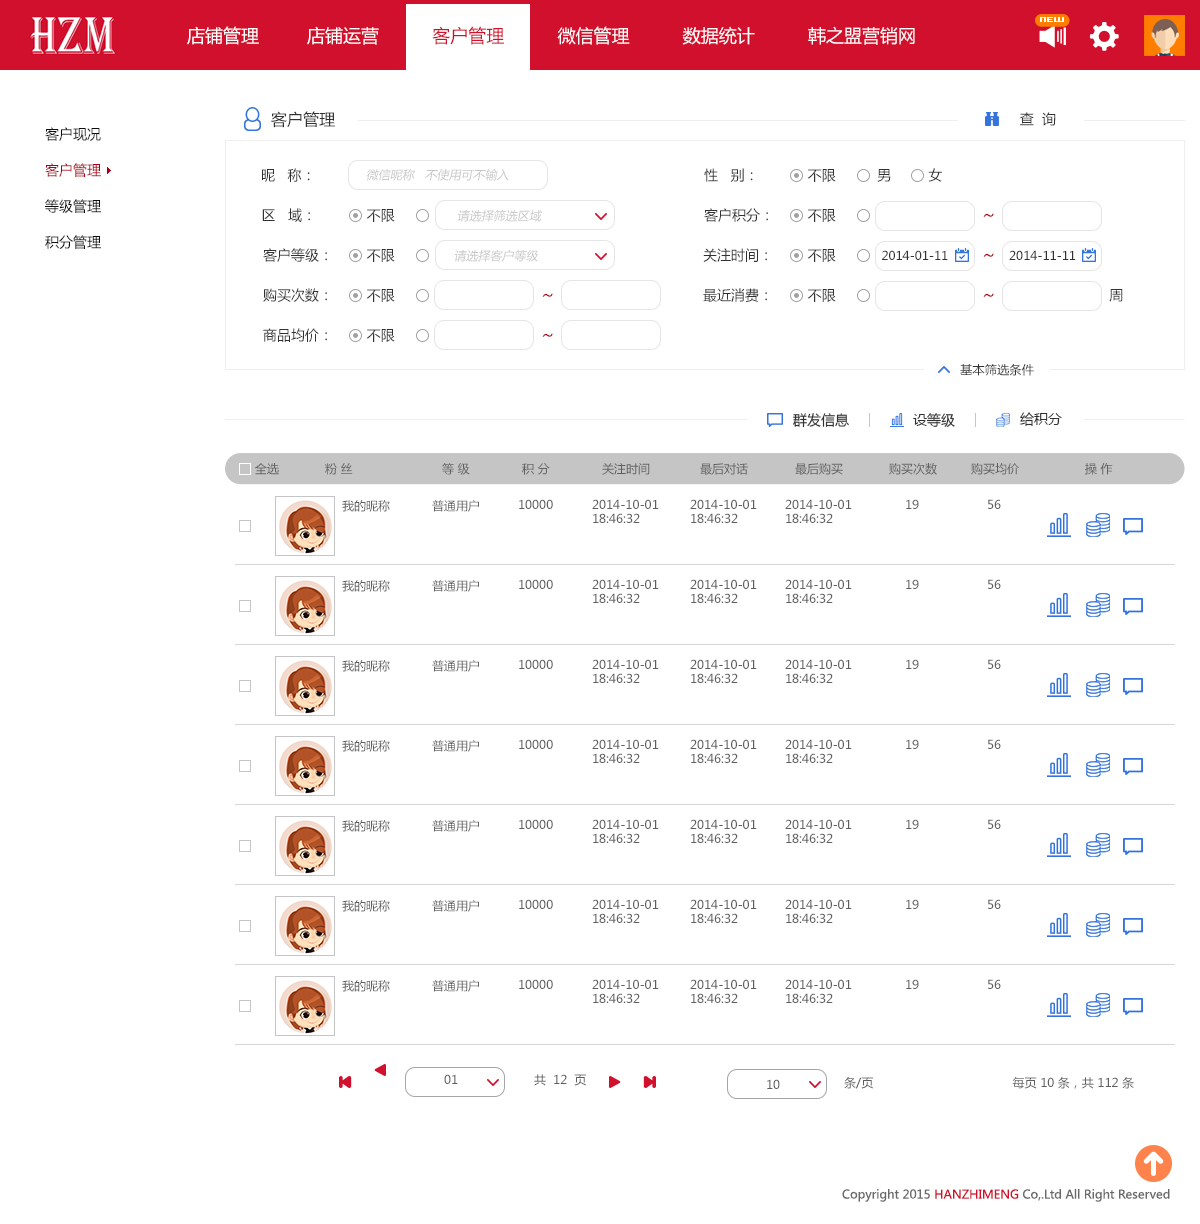 HZM 店铺管理 店铺运营 客户管理 微信管理 数据统计 韩之盟营销网 NEW
客户现况
客户管理
等级管理
积分管理
客户管理 查 询
昵 称： 微信昵称 不使用可不输入 性 别： 不限 男 女
区 域： 不限 请选择筛选区域 客户积分： 不限 ~
客户等级： 不限 请选择客户等级 关注时间： 不限 2014-01-11 ~ 2014-11-11
购买次数： 不限 ~ 最近消费： 不限 ~ 周
商品均价： 不限 ~
基本筛选条件
群发信息 | 设等级 | 给积分
全选 粉 丝 等 级 积 分 关注时间 最后对话 最后购买 购买次数 购买均价 操 作
我的昵称 普通用户 10000 2014-10-01 2014-10-01 2014-10-01 19 56
18:46:32 18:46:32 18:46:32
我的昵称 普通用户 10000 2014-10-01 2014-10-01 2014-10-01 19 56
18:46:32 18:46:32 18:46:32
我的昵称 普通用户 10000 2014-10-01 2014-10-01 2014-10-01 19 56
18:46:32 18:46:32 18:46:32
我的昵称 普通用户 10000 2014-10-01 2014-10-01 2014-10-01 19 56
18:46:32 18:46:32 18:46:32
我的昵称 普通用户 10000 2014-10-01 2014-10-01 2014-10-01 19 56
18:46:32 18:46:32 18:46:32
我的昵称 普通用户 10000 2014-10-01 2014-10-01 2014-10-01 19 56
18:46:32 18:46:32 18:46:32
我的昵称 普通用户 10000 2014-10-01 2014-10-01 2014-10-01 19 56
18:46:32 18:46:32 18:46:32
01 共 12 页 10 条/页 每页 10 条，共 112 条
Copyright 2015 HANZHIMENG Co,.Ltd All Right Reserved